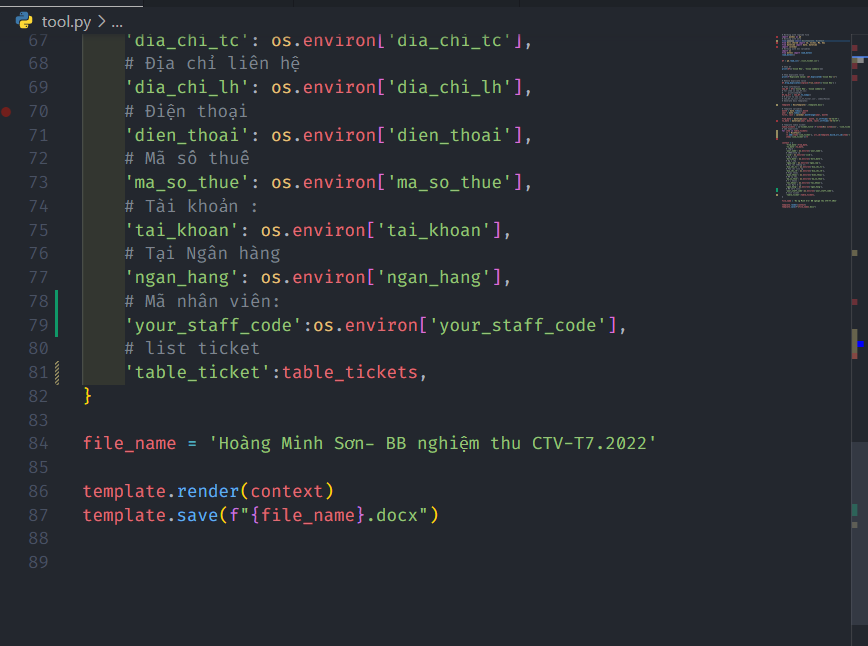 tool.py > ...
67 'dia_chi_tc': os.environ['dia_chi_tc'],
68 # Địa chỉ liên hệ
69 'dia_chi_lh': os.environ['dia_chi_lh'],
70 # Điện thoại
71 'dien_thoai': os.environ['dien_thoai'],
72 # Mã số thuế
73 'ma_so_thue': os.environ['ma_so_thue'],
74 # Tài khoản :
75 'tai_khoan': os.environ['tai_khoan'],
76 # Tại Ngân hàng
77 'ngan_hang': os.environ['ngan_hang'],
78 # Mã nhân viên:
79 'your_staff_code':os.environ['your_staff_code'],
80 # list ticket
81 'table_ticket':table_tickets,
82 }
83
84 file_name = 'Hoàng Minh Sơn- BB nghiệm thu CTV-T7.2022'
85
86 template.render(context)
87 template.save(f"{file_name}.docx")
88
89